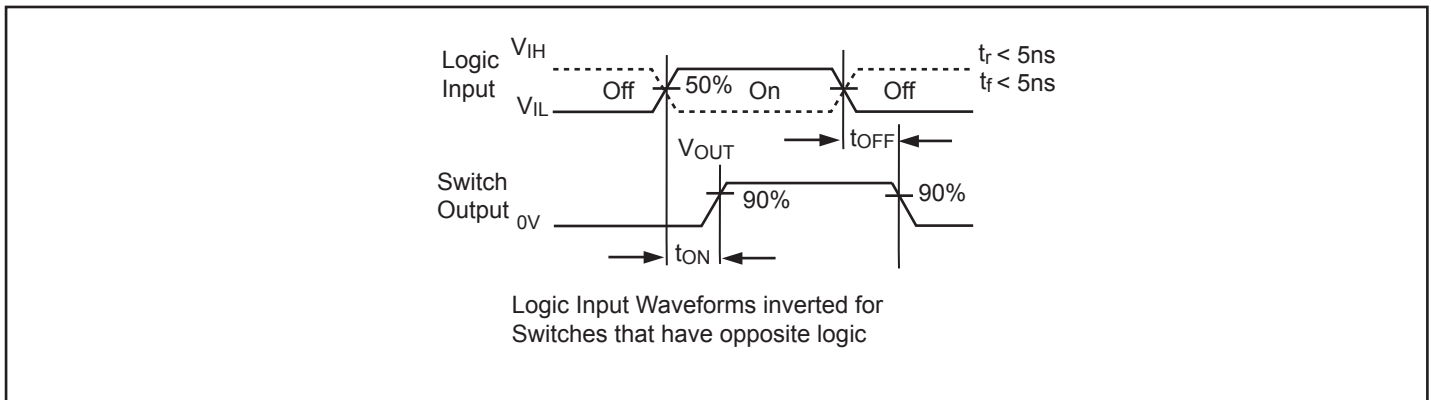 Logic Input
VIH
tr < 5ns
tf < 5ns
Off
50%
On
Off
VIL
tOFF
VOUT
Switch Output
90%
90%
0V
tON
Logic Input Waveforms inverted for
Switches that have opposite logic